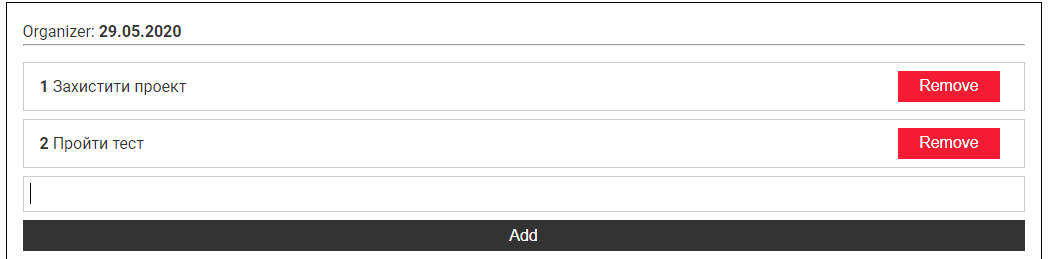 Organizer: 29.05.2020
1 Захистити проект Remove
2 Пройти тест Remove
Add